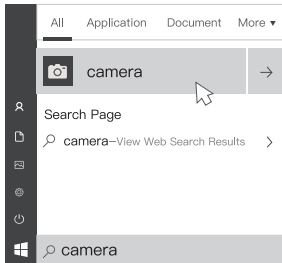 All Application Document More ▾
camera
Search Page
camera–View Web Search Results
camera